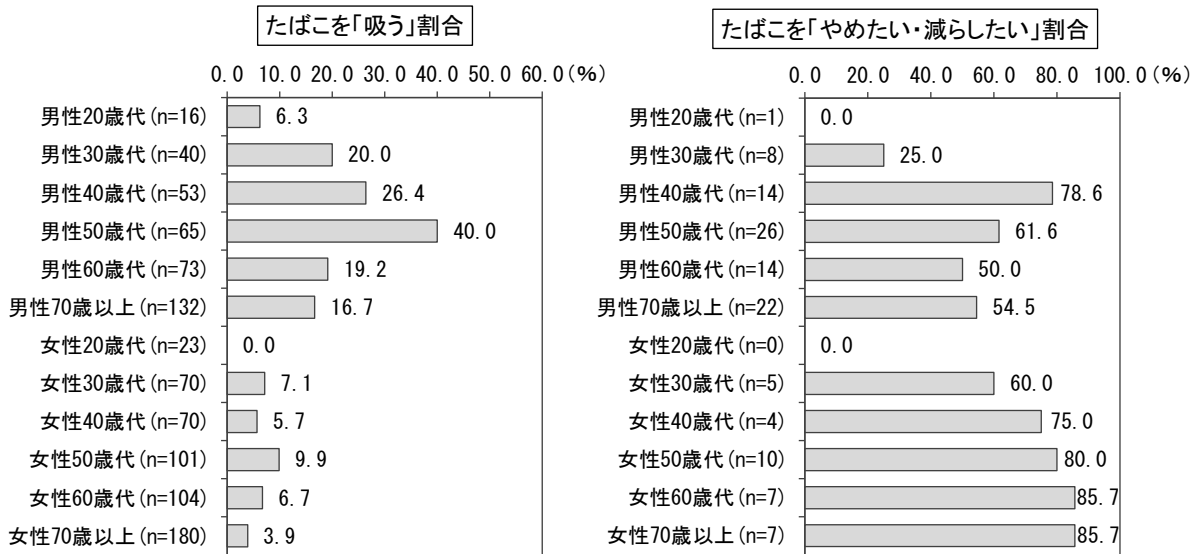 たばこを「吸う」割合
0.0 10.0 20.0 30.0 40.0 50.0 60.0(%)
男性20歳代(n=16) 6.3
男性30歳代(n=40) 20.0
男性40歳代(n=53) 26.4
男性50歳代(n=65) 40.0
男性60歳代(n=73) 19.2
男性70歳以上(n=132) 16.7
女性20歳代(n=23) 0.0
女性30歳代(n=70) 7.1
女性40歳代(n=70) 5.7
女性50歳代(n=101) 9.9
女性60歳代(n=104) 6.7
女性70歳以上(n=180) 3.9
たばこを「やめたい・減らしたい」割合
0.0 20.0 40.0 60.0 80.0 100.0(%)
男性20歳代(n=1) 0.0
男性30歳代(n=8) 25.0
男性40歳代(n=14) 78.6
男性50歳代(n=26) 61.6
男性60歳代(n=14) 50.0
男性70歳以上(n=22) 54.5
女性20歳代(n=0) 0.0
女性30歳代(n=5) 60.0
女性40歳代(n=4) 75.0
女性50歳代(n=10) 80.0
女性60歳代(n=7) 85.7
女性70歳以上(n=7) 85.7